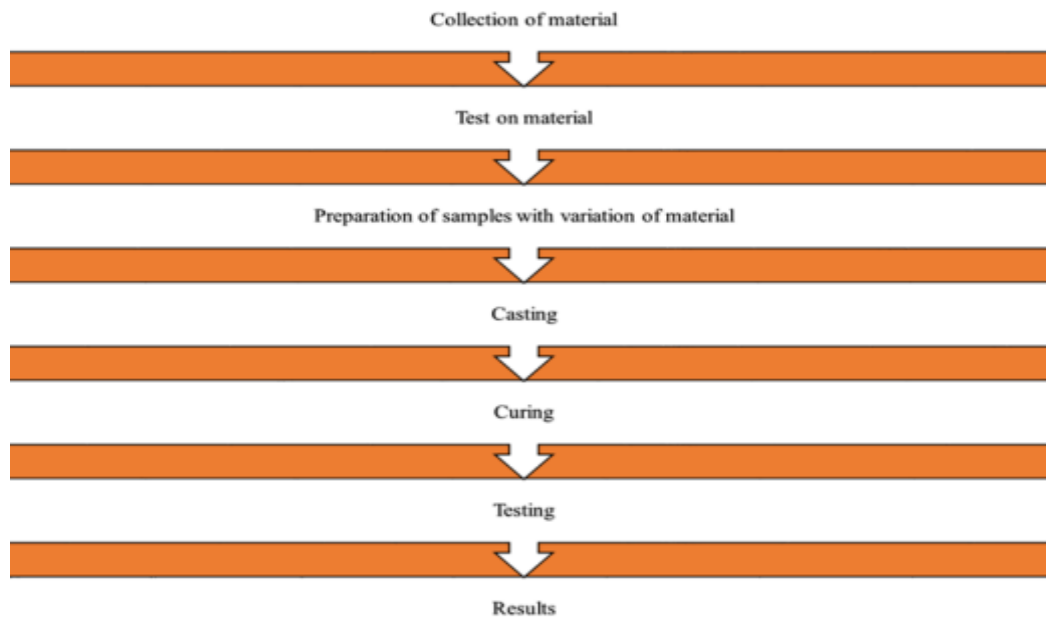 Collection of material
Test on material
Preparation of samples with variation of material
Casting
Curing
Testing
Results